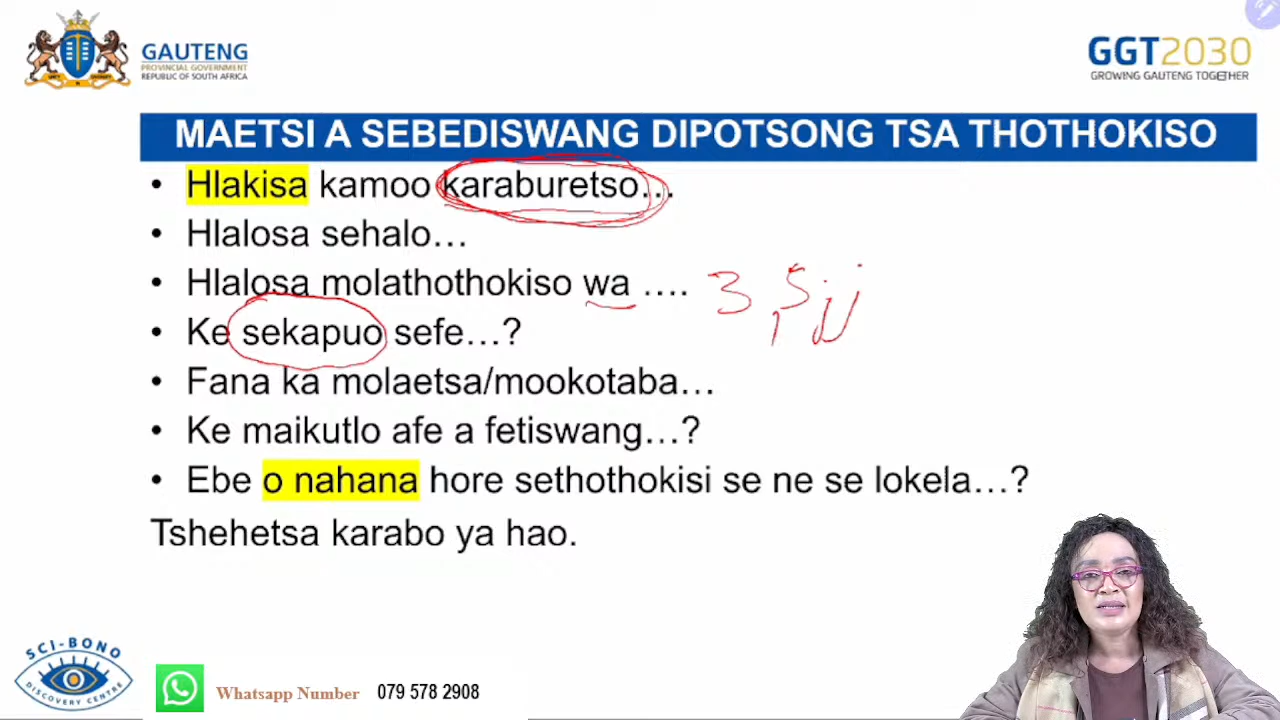 GAUTENG
PROVINCIAL GOVERNMENT
REPUBLIC OF SOUTH AFRICA
GGT2030
GROWING GAUTENG TOGETHER
MAETSI A SEBEDISWANG DIPOTSONG TSA THOTHOKISO
• Hlakisa kamoo karaburetso…
• Hlalosa sehalo…
• Hlalosa molathothokiso wa ….
3
• Ke sekapuo sefe…?
• Fana ka molaetsa/mookotaba…
• Ke maikutlo afe a fetiswang…?
• Ebe o nahana hore sethothokisi se ne se lokela…?
Tshehetsa karabo ya hao.
SCI-BONO
DISCOVERY CENTRE
Whatsapp Number 079 578 2908